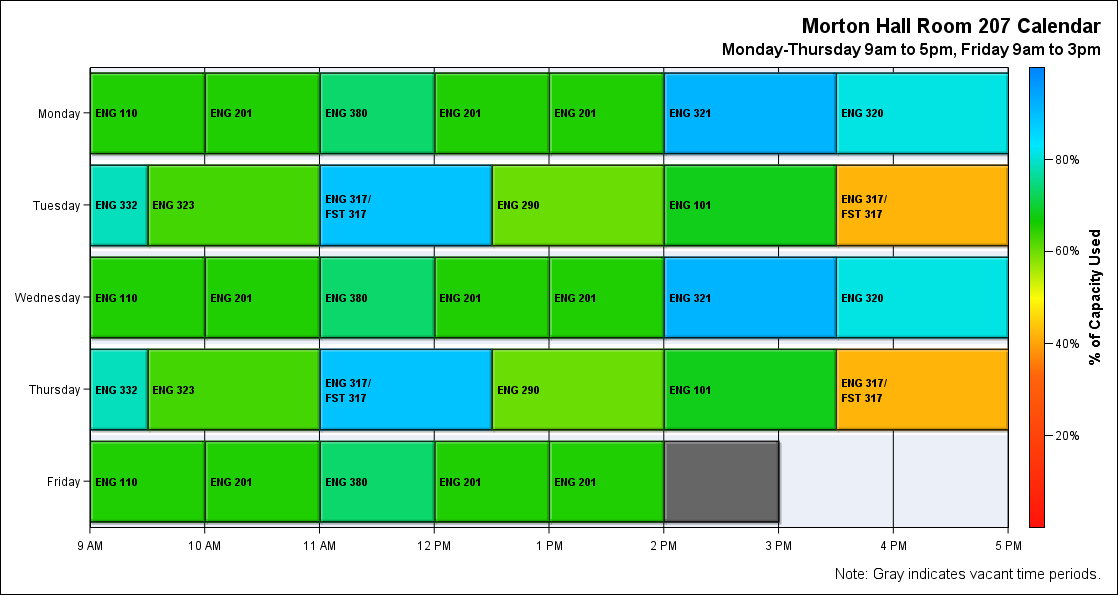 Morton Hall Room 207 Calendar
Monday-Thursday 9am to 5pm, Friday 9am to 3pm
Monday
ENG 110
ENG 201
ENG 380
ENG 201
ENG 201
ENG 321
ENG 320
Tuesday
ENG 332
ENG 323
ENG 317/
FST 317
ENG 290
ENG 101
ENG 317/
FST 317
Wednesday
ENG 110
ENG 201
ENG 380
ENG 201
ENG 201
ENG 321
ENG 320
Thursday
ENG 332
ENG 323
ENG 317/
FST 317
ENG 290
ENG 101
ENG 317/
FST 317
Friday
ENG 110
ENG 201
ENG 380
ENG 201
ENG 201
9 AM
10 AM
11 AM
12 PM
1 PM
2 PM
3 PM
4 PM
5 PM
80%
60%
40%
20%
% of Capacity Used
Note: Gray indicates vacant time periods.